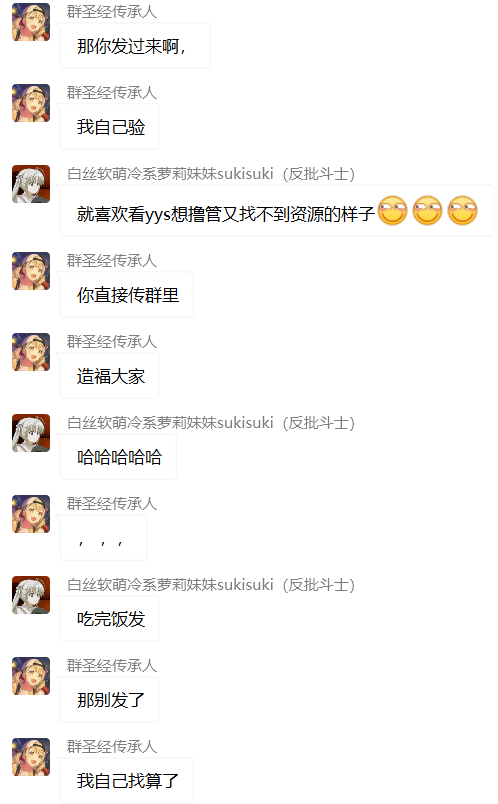 群圣经传承人
那你发过来啊，
群圣经传承人
我自己验
白丝软萌冷系萝莉妹妹sukisuki（反批斗士）
就喜欢看yys想撸管又找不到资源的样子
群圣经传承人
你直接传群里
群圣经传承人
造福大家
白丝软萌冷系萝莉妹妹sukisuki（反批斗士）
哈哈哈哈哈
群圣经传承人
，，，
白丝软萌冷系萝莉妹妹sukisuki（反批斗士）
吃完饭发
群圣经传承人
那别发了
群圣经传承人
我自己找算了